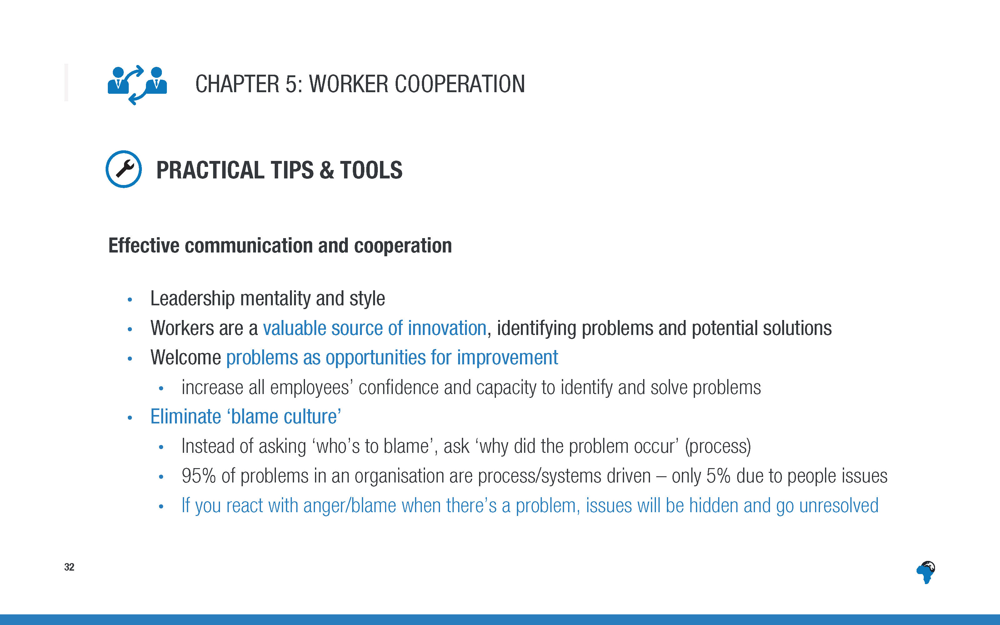 CHAPTER 5: WORKER COOPERATION
PRACTICAL TIPS & TOOLS
Effective communication and cooperation
• Leadership mentality and style
• Workers are a valuable source of innovation, identifying problems and potential solutions
• Welcome problems as opportunities for improvement
• increase all employees’ confidence and capacity to identify and solve problems
• Eliminate ‘blame culture’
• Instead of asking ‘who’s to blame’, ask ‘why did the problem occur’ (process)
• 95% of problems in an organisation are process/systems driven – only 5% due to people issues
• If you react with anger/blame when there’s a problem, issues will be hidden and go unresolved
32